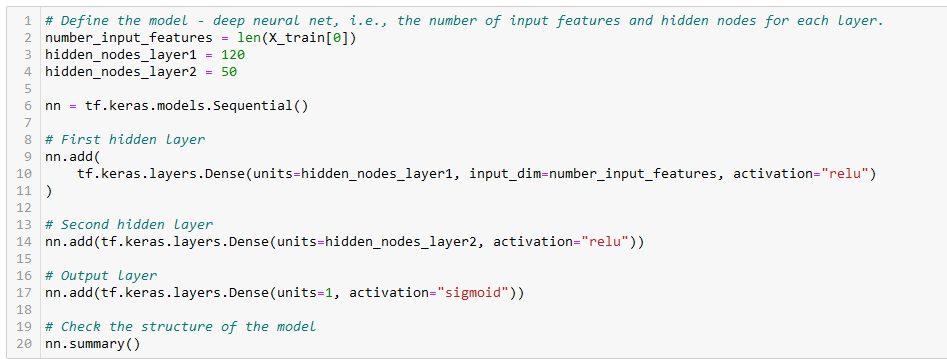 1 # Define the model - deep neural net, i.e., the number of input features and hidden nodes for each layer.
2 number_input_features = len(X_train[0])
3 hidden_nodes_layer1 = 120
4 hidden_nodes_layer2 = 50
5
6 nn = tf.keras.models.Sequential()
7
8 # First hidden layer
9 nn.add(
10     tf.keras.layers.Dense(units=hidden_nodes_layer1, input_dim=number_input_features, activation="relu")
11 )
12
13 # Second hidden layer
14 nn.add(tf.keras.layers.Dense(units=hidden_nodes_layer2, activation="relu"))
15
16 # Output layer
17 nn.add(tf.keras.layers.Dense(units=1, activation="sigmoid"))
18
19 # Check the structure of the model
20 nn.summary()